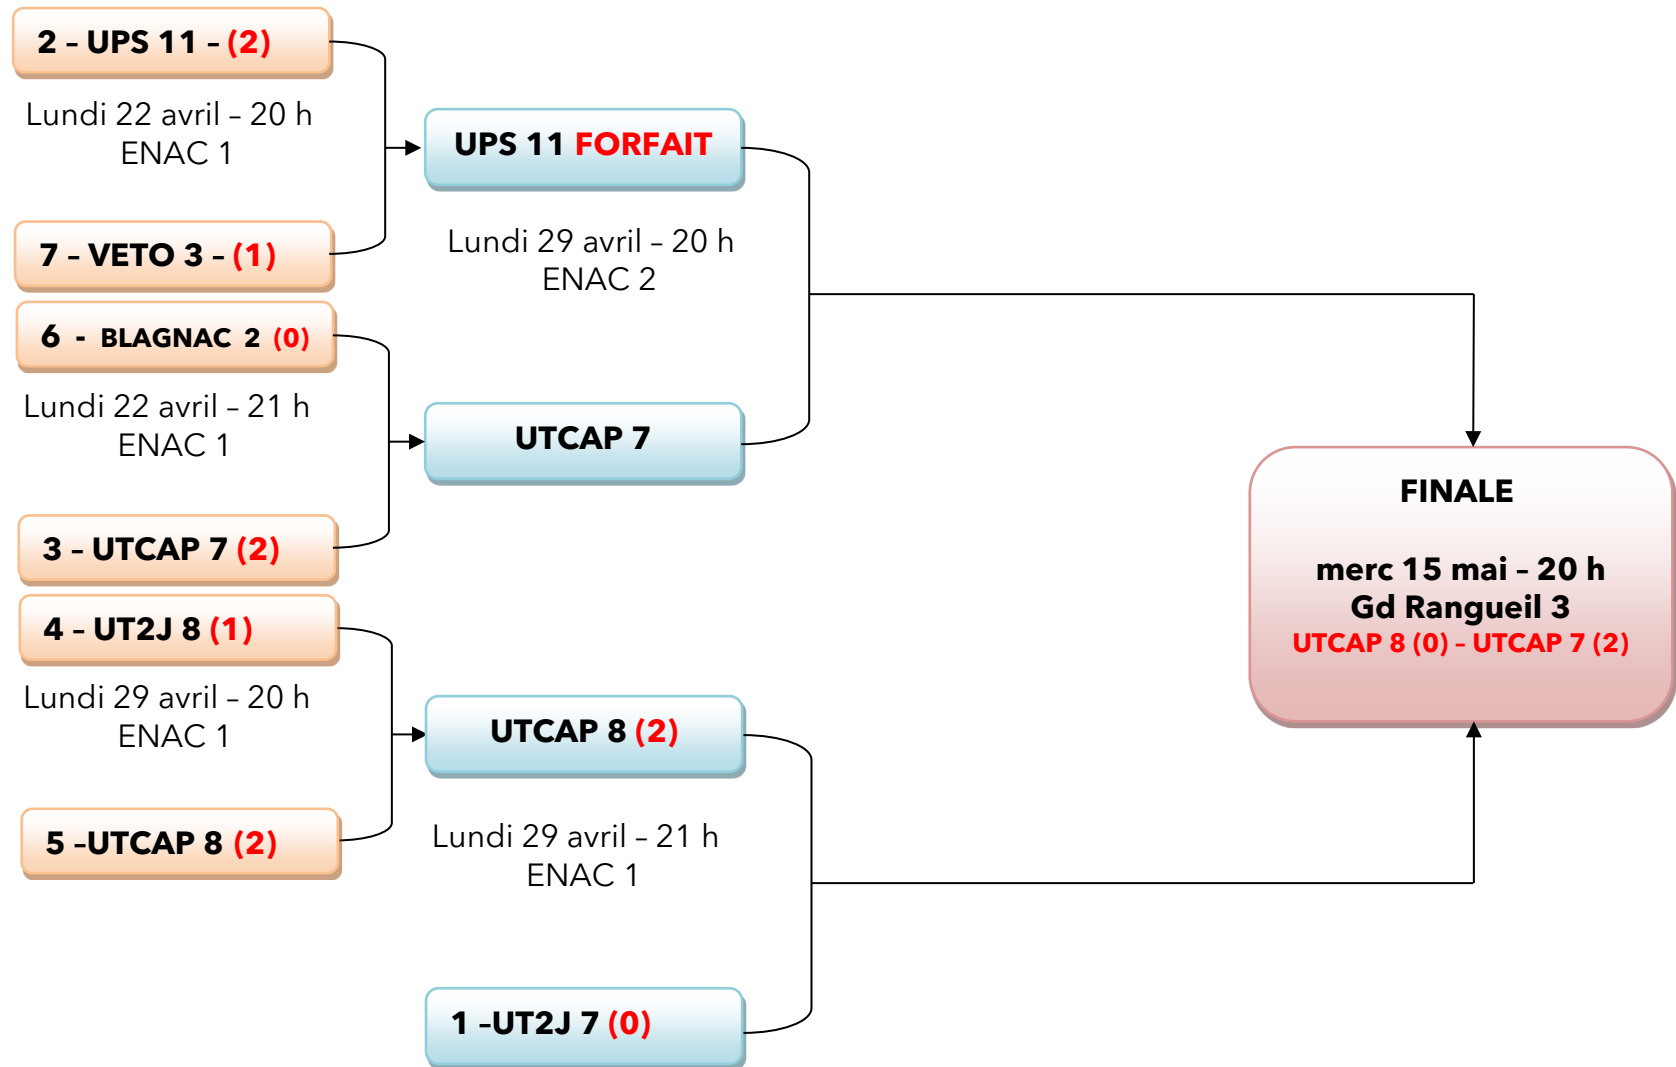 2 – UPS 11 – (2)
Lundi 22 avril – 20 h
ENAC 1
7 – VETO 3 – (1)
UPS 11 FORFAIT
Lundi 29 avril – 20 h
ENAC 2
6 - BLAGNAC 2 (0)
Lundi 22 avril – 21 h
ENAC 1
3 – UTCAP 7 (2)
UTCAP 7
4 – UT2J 8 (1)
Lundi 29 avril – 20 h
ENAC 1
5 –UTCAP 8 (2)
UTCAP 8 (2)
Lundi 29 avril – 21 h
ENAC 1
1 –UT2J 7 (0)
FINALE
merc 15 mai – 20 h
Gd Rangueil 3
UTCAP 8 (0) – UTCAP 7 (2)